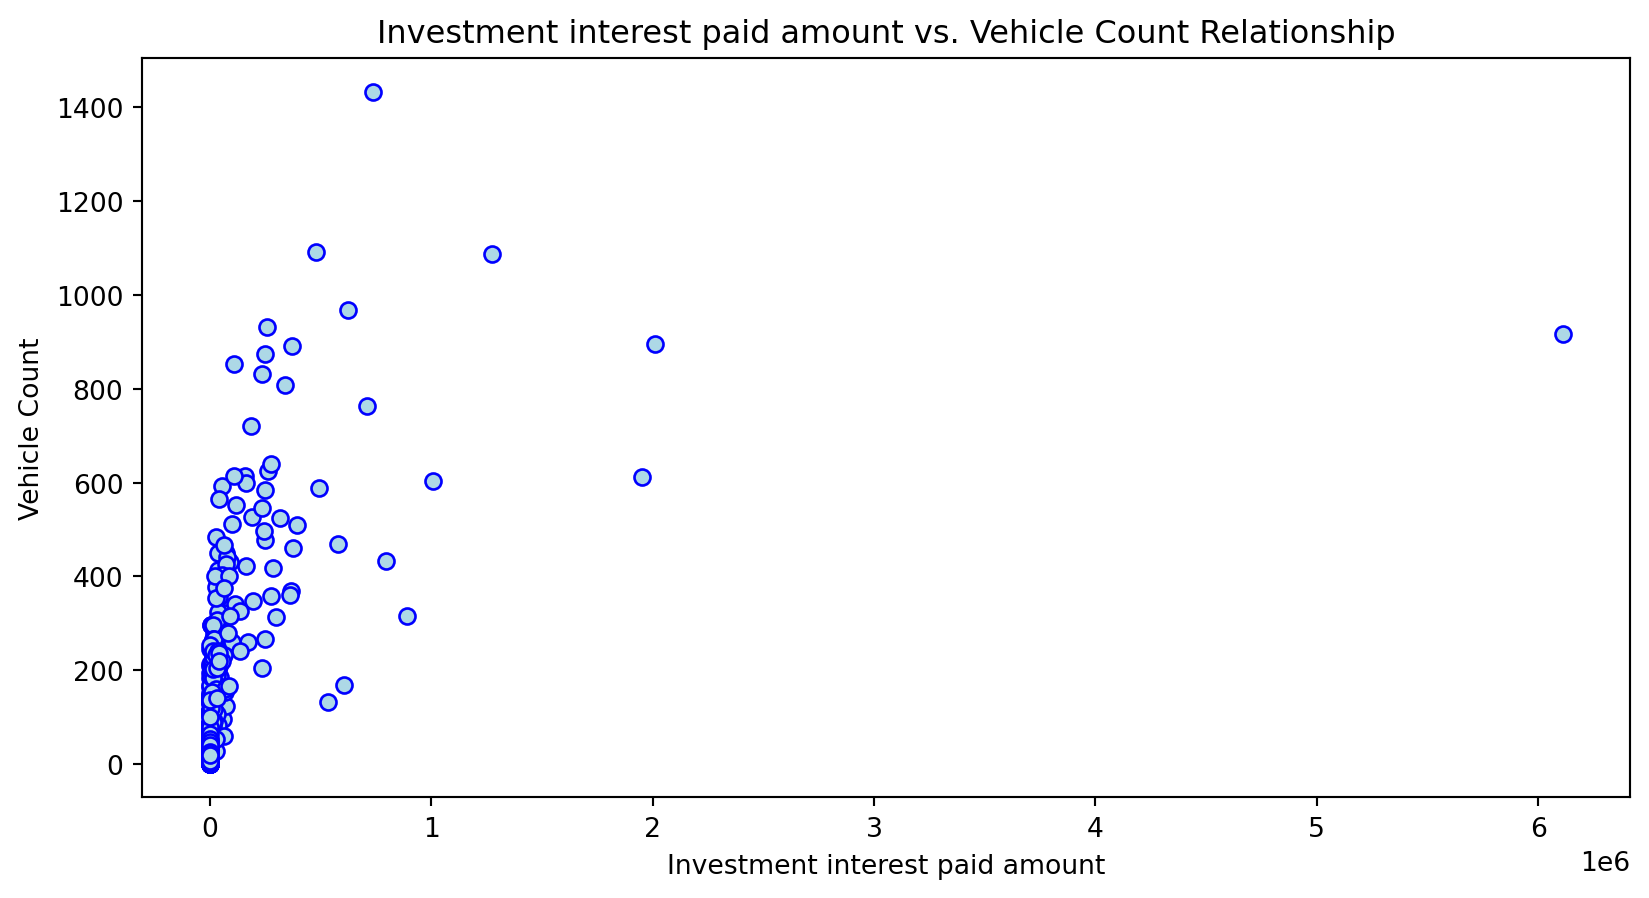 Investment interest paid amount vs. Vehicle Count Relationship
1400
1200
1000
800
600
400
200
0
Vehicle Count
0 1 2 3 4 5 6
1e6
Investment interest paid amount